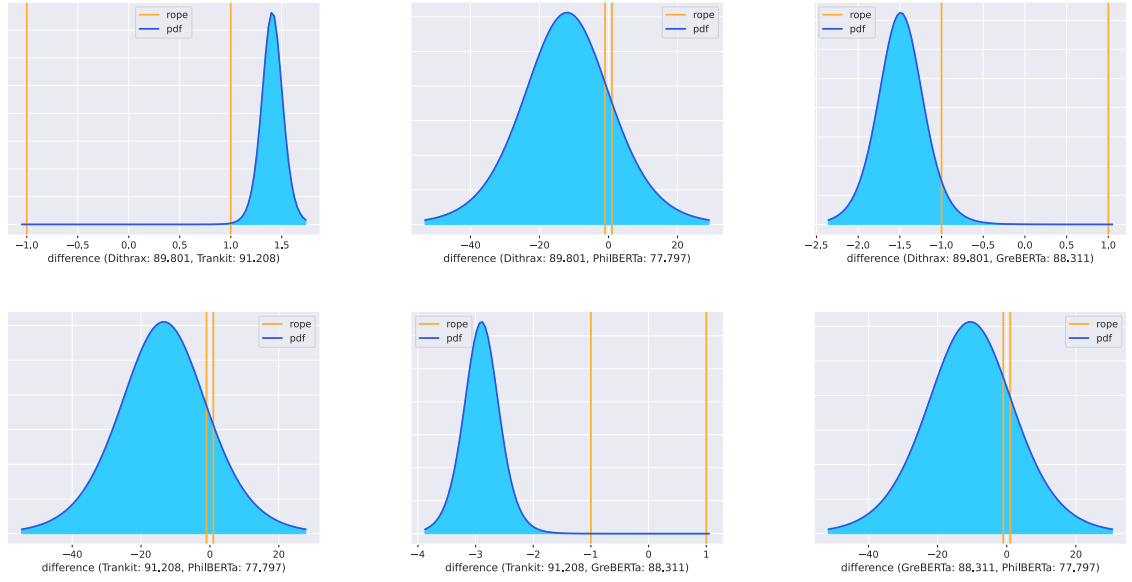 rope
pdf
−1.0 −0.5 0.0 0.5 1.0 1.5
difference (Dithrax: 89.801, Trankit: 91.208)
rope
pdf
−40 −20 0 20
difference (Dithrax: 89.801, PhilBERTa: 77.797)
rope
pdf
−2.5 −2.0 −1.5 −1.0 −0.5 0.0 0.5 1.0
difference (Dithrax: 89.801, GreBERTa: 88.311)
rope
pdf
−40 −20 0 20
difference (Trankit: 91.208, PhilBERTa: 77.797)
rope
pdf
−4 −3 −2 −1 0 1
difference (Trankit: 91.208, GreBERTa: 88.311)
rope
pdf
−40 −20 0 20
difference (GreBERTa: 88.311, PhilBERTa: 77.797)